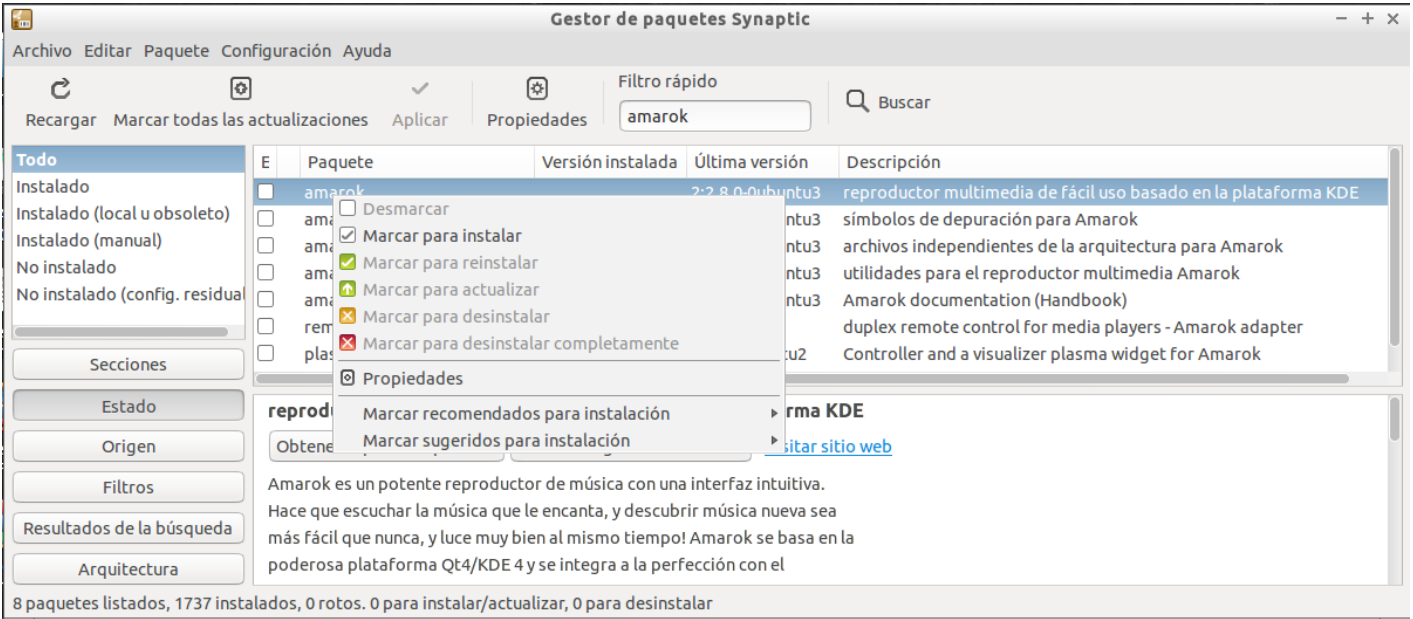 Gestor de paquetes Synaptic
Archivo Editar Paquete Configuración Ayuda
Recargar
Marcar todas las actualizaciones
Aplicar
Propiedades
Filtro rápido
amarok
Buscar
Todo
Instalado
Instalado (local u obsoleto)
Instalado (manual)
No instalado
No instalado (config. residual
Secciones
Estado
Origen
Filtros
Resultados de la búsqueda
Arquitectura
E Paquete Versión instalada Última versión Descripción
amarok 2:2.8.0-0ubuntu3 reproductor multimedia de fácil uso basado en la plataforma KDE
ama ntu3 símbolos de depuración para Amarok
ama ntu3 archivos independientes de la arquitectura para Amarok
ama ntu3 utilidades para el reproductor multimedia Amarok
ama ntu3 Amarok documentation (Handbook)
rem duplex remote control for media players - Amarok adapter
plas tu2 Controller and a visualizer plasma widget for Amarok
Desmarcar
Marcar para instalar
Marcar para reinstalar
Marcar para actualizar
Marcar para desinstalar
Marcar para desinstalar completamente
Propiedades
Marcar recomendados para instalación
Marcar sugeridos para instalación
reprod rma KDE
Obtene sitar sitio web
Amarok es un potente reproductor de música con una interfaz intuitiva.
Hace que escuchar la música que le encanta, y descubrir música nueva sea
más fácil que nunca, y luce muy bien al mismo tiempo! Amarok se basa en la
poderosa plataforma Qt4/KDE 4 y se integra a la perfección con el
8 paquetes listados, 1737 instalados, 0 rotos. 0 para instalar/actualizar, 0 para desinstalar